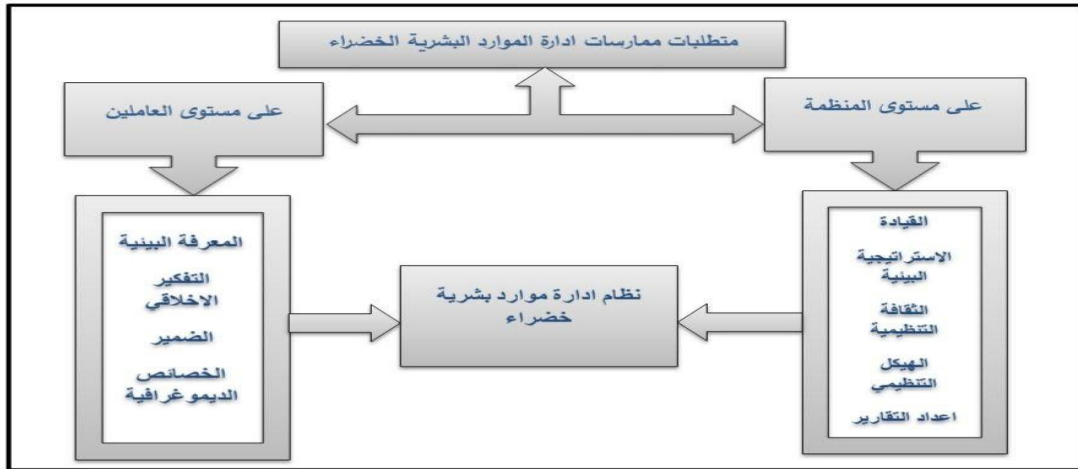 متطلبات ممارسات ادارة الموارد البشرية الخضراء
على مستوى المنظمة
على مستوى العاملين
القيادة
الاستراتيجية
البيئية
الثقافة
التنظيمية
الهيكل
التنظيمي
اعداد التقارير
نظام ادارة موارد بشرية
خضراء
المعرفة البيئية
التفكير
الاخلاقي
الضمير
الخصائص
الديموغرافية